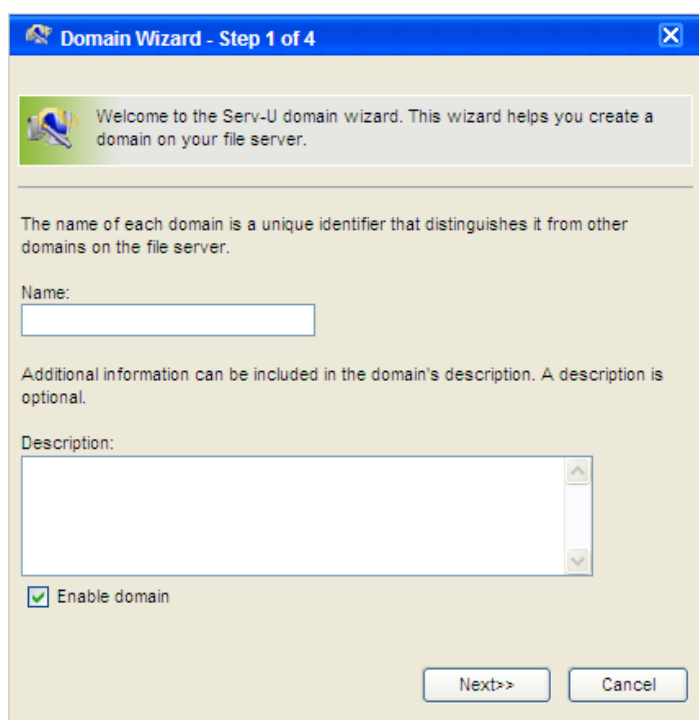 Domain Wizard - Step 1 of 4
Welcome to the Serv-U domain wizard. This wizard helps you create a
domain on your file server.
The name of each domain is a unique identifier that distinguishes it from other
domains on the file server.
Name:
Additional information can be included in the domain's description. A description is
optional.
Description:
Enable domain
Next>>
Cancel